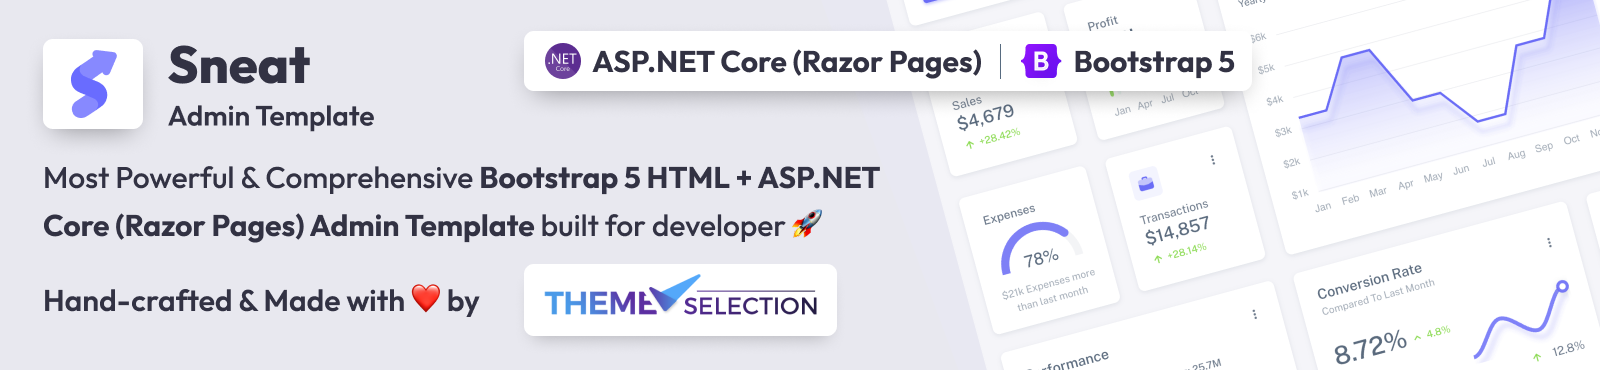 Sneat
Admin Template
.NET
Core
ASP.NET Core (Razor Pages)
B
Bootstrap 5
Most Powerful & Comprehensive Bootstrap 5 HTML + ASP.NET
Core (Razor Pages) Admin Template built for developer 🚀
Hand-crafted & Made with ❤️ by
THEME SELECTION
Profit
Jan Apr Jul Oct
Sales
$4,679
+28.42%
Expenses
78%
$21k Expenses more
than last month
Transactions
$14,857
+28.14%
$6k
$5k
$4k
$3k
$2k
$1k
Jan Feb Mar Apr May Jun Jul Aug Sep Oct
Conversion Rate
Compared To Last Month
8.72%
4.8%
12.8%